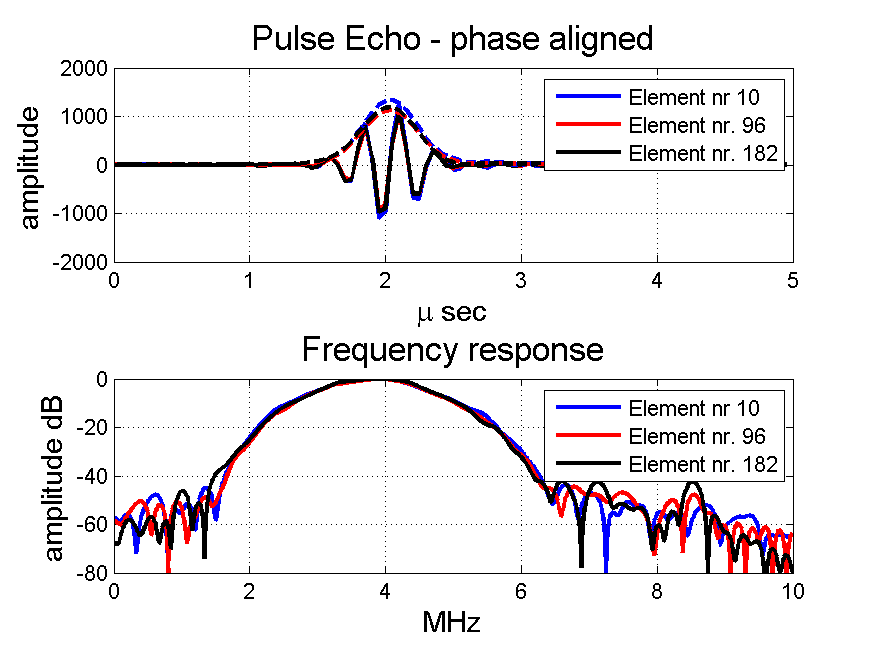 Pulse Echo - phase aligned
2000
1000
0
-1000
-2000
amplitude
Element nr 10
Element nr. 96
Element nr. 182
0 1 2 3 4 5
μ sec
Frequency response
0
-20
-40
-60
-80
amplitude dB
Element nr 10
Element nr. 96
Element nr. 182
0 2 4 6 8 10
MHz